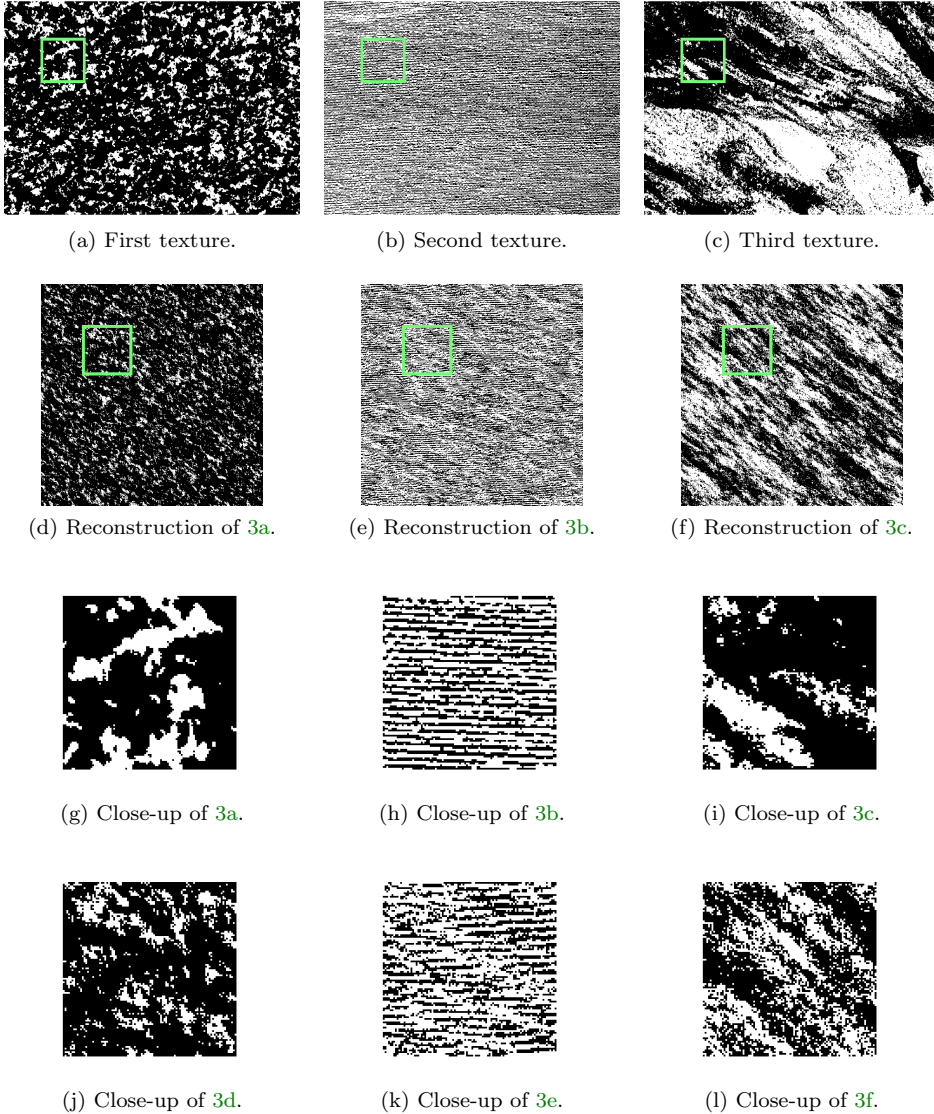 (a) First texture.
(b) Second texture.
(c) Third texture.
(d) Reconstruction of 3a.
(e) Reconstruction of 3b.
(f) Reconstruction of 3c.
(g) Close-up of 3a.
(h) Close-up of 3b.
(i) Close-up of 3c.
(j) Close-up of 3d.
(k) Close-up of 3e.
(l) Close-up of 3f.